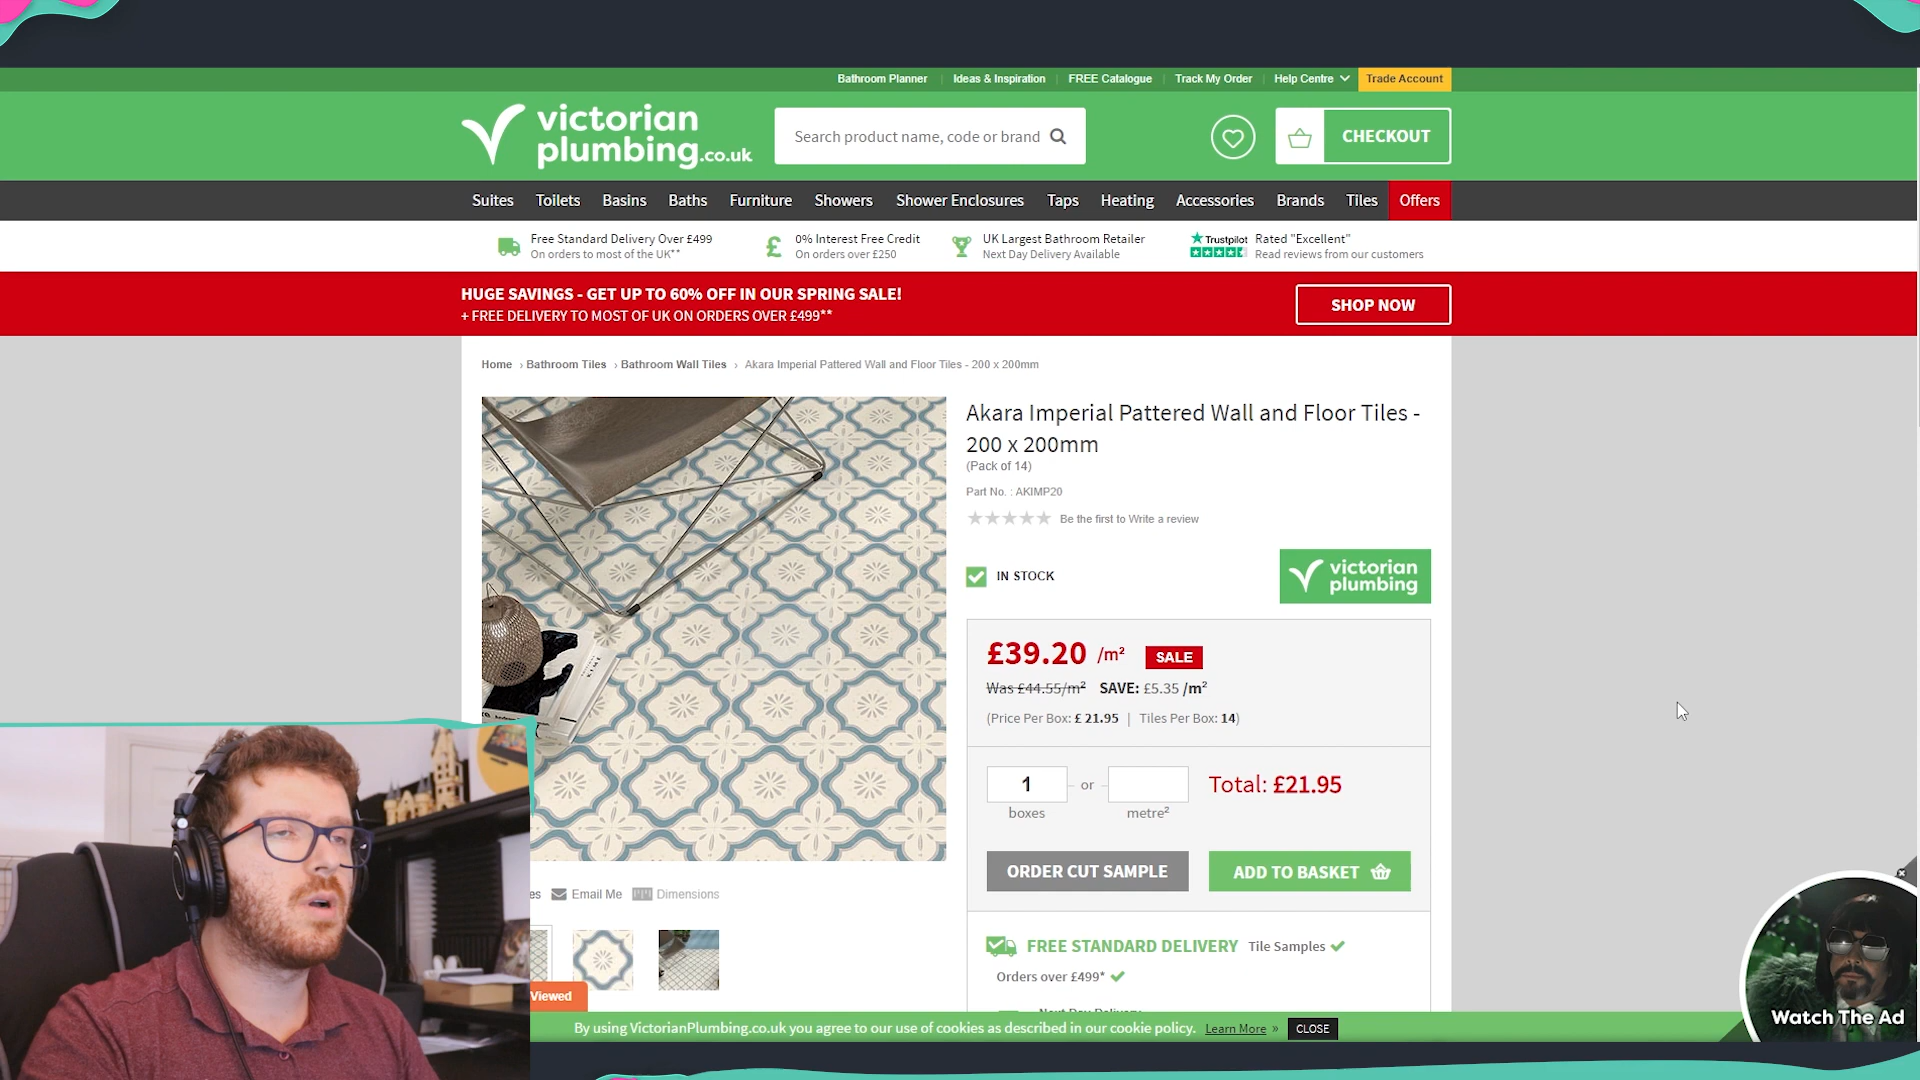 Bathroom Planner
Ideas & Inspiration
FREE Catalogue
Track My Order
Help Centre
Trade Account
victorian
plumbing.co.uk
Search product name, code or brand
CHECKOUT
Suites
Toilets
Basins
Baths
Furniture
Showers
Shower Enclosures
Taps
Heating
Accessories
Brands
Tiles
Offers
Free Standard Delivery Over £499
On orders to most of the UK**
0% Interest Free Credit
On orders over £250
UK Largest Bathroom Retailer
Next Day Delivery Available
Trustpilot
Rated "Excellent"
Read reviews from our customers
HUGE SAVINGS - GET UP TO 60% OFF IN OUR SPRING SALE!
+ FREE DELIVERY TO MOST OF UK ON ORDERS OVER £499**
SHOP NOW
Home › Bathroom Tiles › Bathroom Wall Tiles › Akara Imperial Pattered Wall and Floor Tiles - 200 x 200mm
Akara Imperial Pattered Wall and Floor Tiles -
200 x 200mm
(Pack of 14)
Part No. : AKIMP20
Be the first to Write a review
IN STOCK
victorian
plumbing
£39.20 /m²
SALE
Was £44.55/m² SAVE: £5.35 /m²
(Price Per Box: £ 21.95 | Tiles Per Box: 14)
1
or
Total: £21.95
boxes
metre²
ORDER CUT SAMPLE
ADD TO BASKET
es
Email Me
Dimensions
FREE STANDARD DELIVERY
Tile Samples
Orders over £499*
Next Day Delivery
Viewed
By using VictorianPlumbing.co.uk you agree to our use of cookies as described in our cookie policy.
Learn More »
CLOSE
Watch The Ad